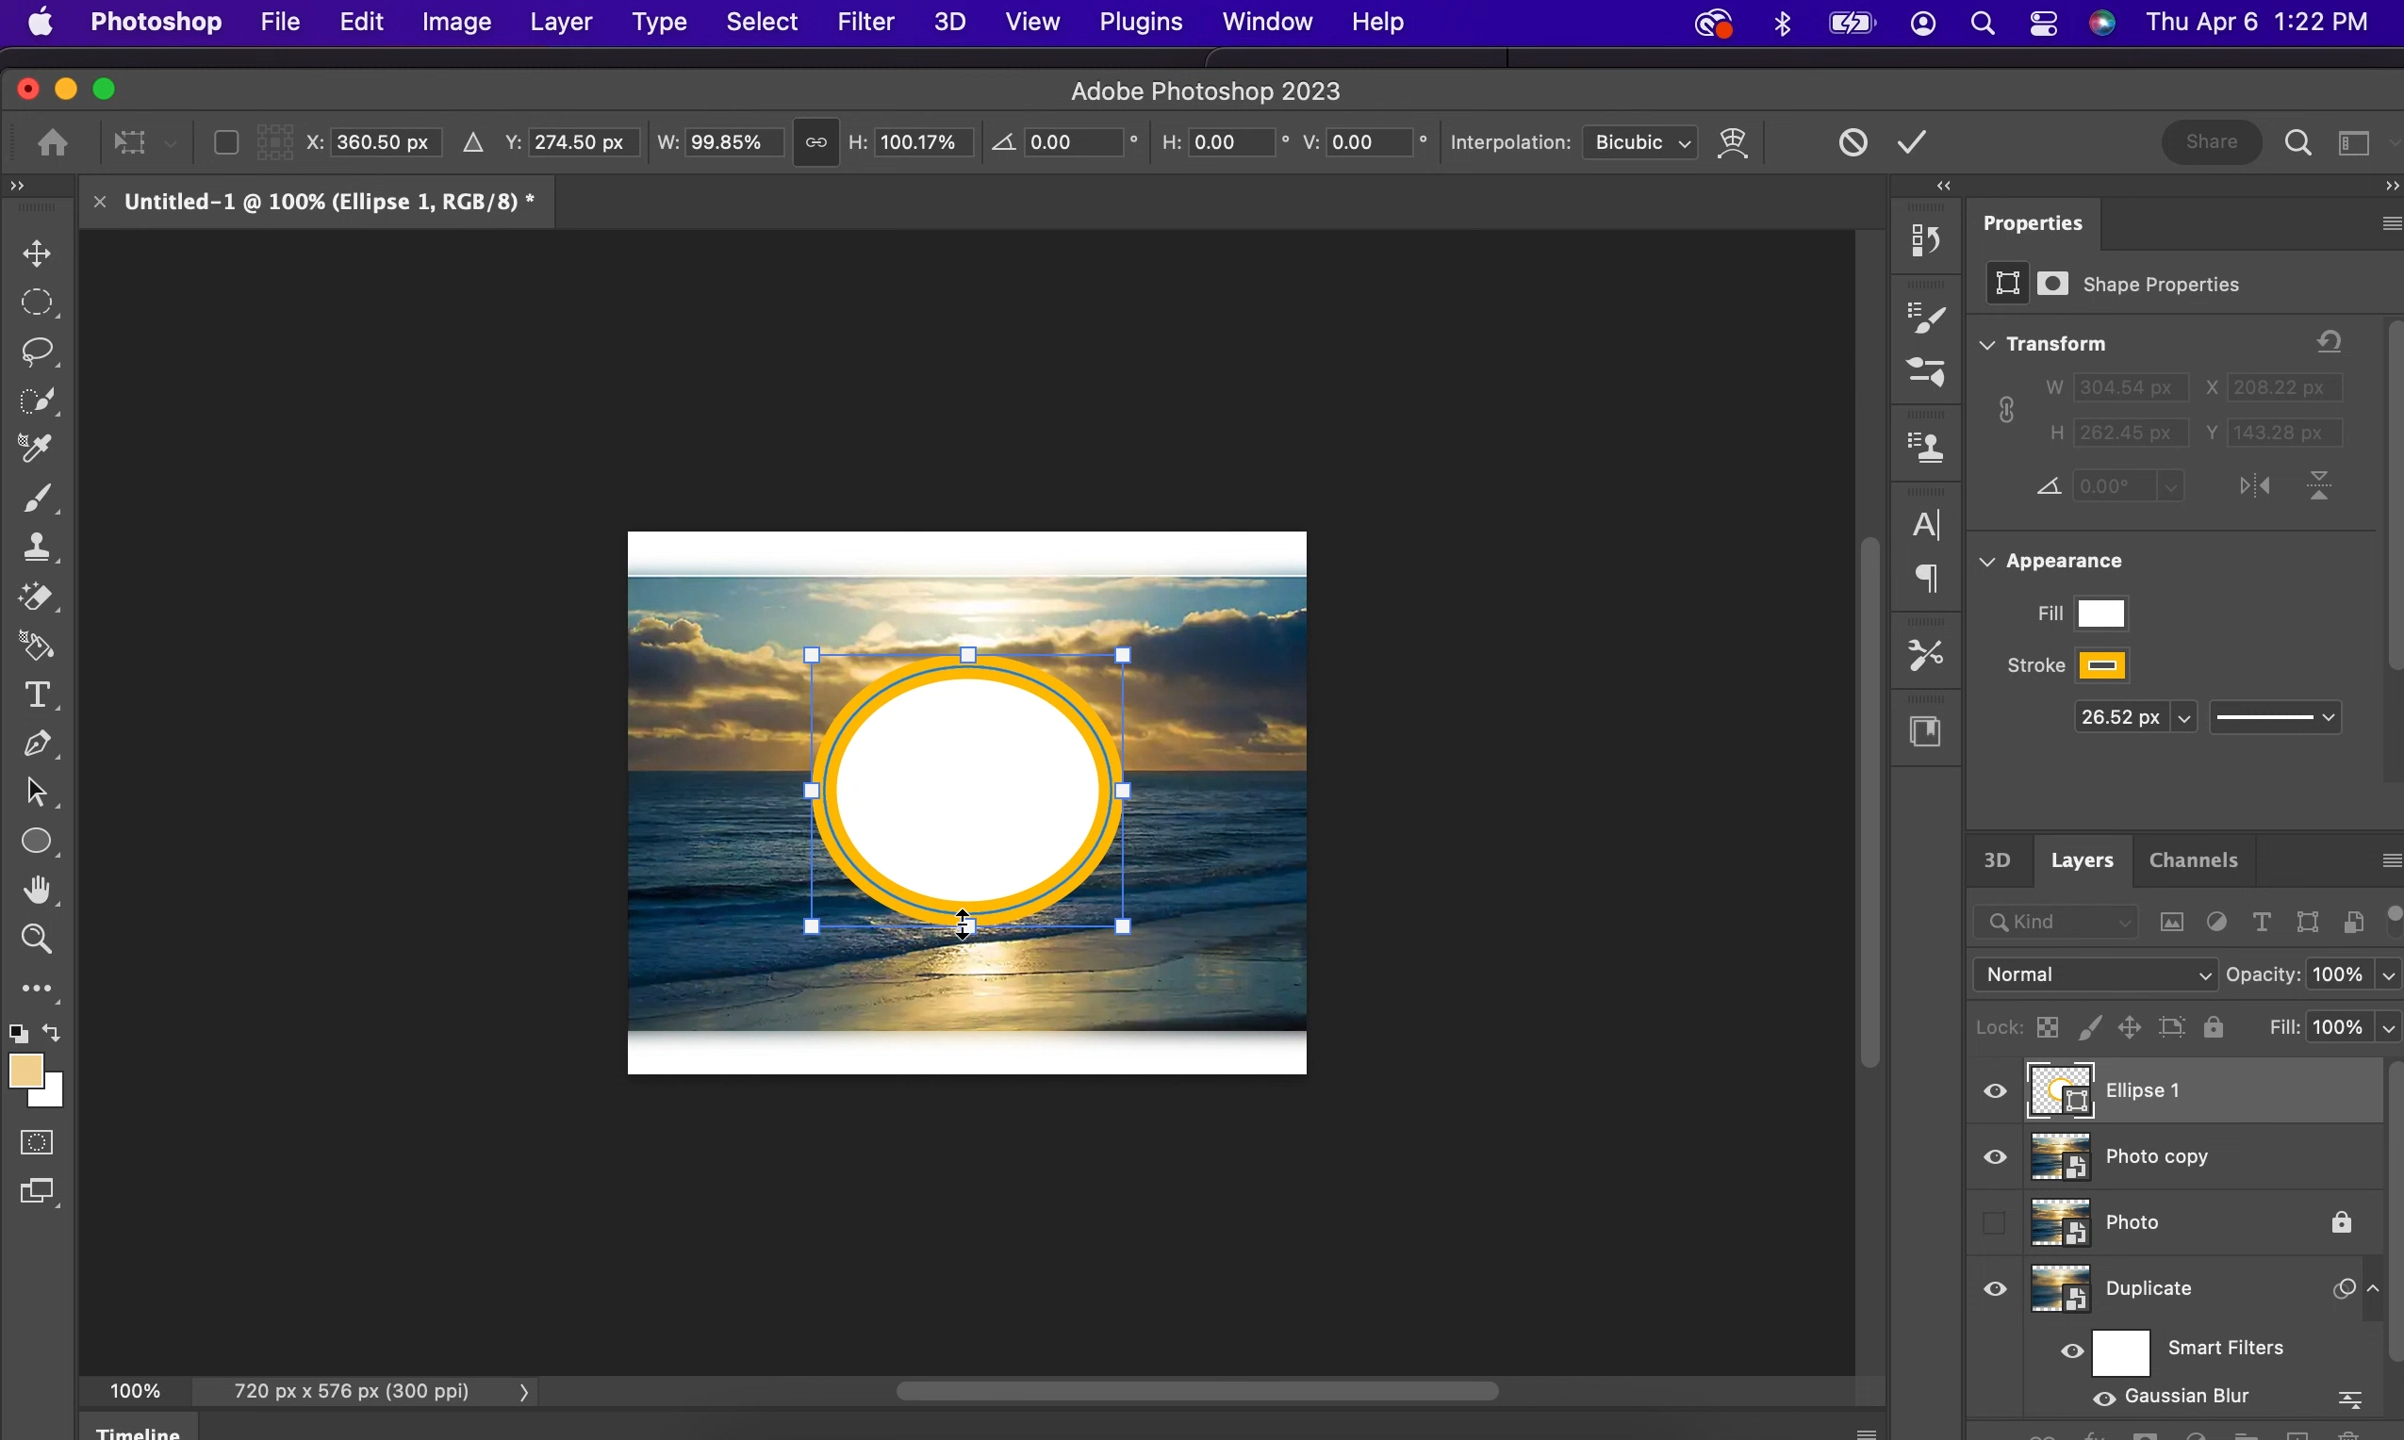 Photoshop File Edit Image Layer Type Select Filter 3D View Plugins Window Help Thu Apr 6 1:22 PM
Adobe Photoshop 2023
X: 360.50 px Y: 274.50 px W: 99.85% H: 100.17% 0.00 ° H: 0.00 ° V: 0.00 ° Interpolation: Bicubic Share
× Untitled-1 @ 100% (Ellipse 1, RGB/8) *
Properties
Shape Properties
Transform
W 304.54 px X 208.22 px
H 262.45 px Y 143.28 px
0.00°
Appearance
Fill
Stroke
26.52 px
3D Layers Channels
Kind
Normal Opacity: 100%
Lock: Fill: 100%
Ellipse 1
Photo copy
Photo
Duplicate
Smart Filters
Gaussian Blur
100% 720 px x 576 px (300 ppi)
Timeline